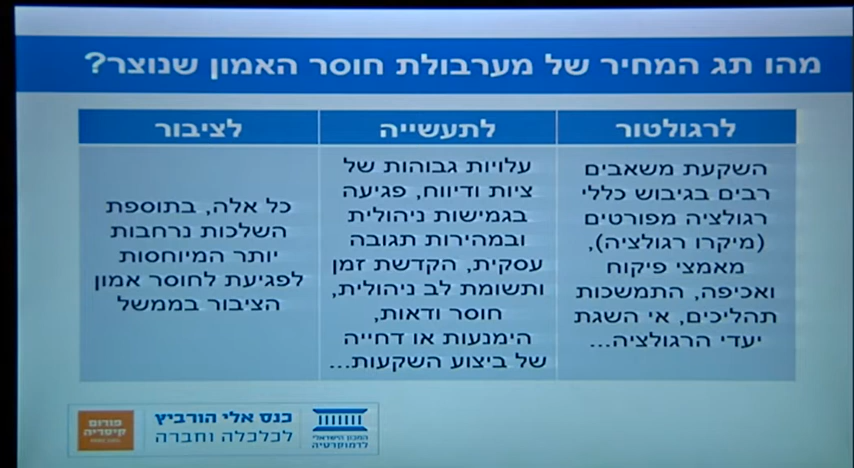 מהו תג המחיר של מערבולת חוסר האמון שנוצר?
לרגולטור
לתעשייה
לציבור
השקעת משאבים
רבים בגיבוש כללי
רגולציה מפורטים
(מיקרו רגולציה),
מאמצי פיקוח
ואכיפה, התמשכות
תהליכים, אי השגת
יעדי הרגולציה...
עלויות גבוהות של
ציות ודיווח, פגיעה
בגמישות ניהולית
ובמהירות תגובה
עסקית, הקדשת זמן
ותשומת לב ניהולית,
חוסר ודאות,
הימנעות או דחייה
של ביצוע השקעות...
כל אלה, בתוספת
השלכות נרחבות
יותר המיוחסות
לפגיעת לחוסר אמון
הציבור בממשל
המכון הישראלי
לדמוקרטיה
כנס אלי הורביץ
לכלכלה וחברה
פורום
קיסריה